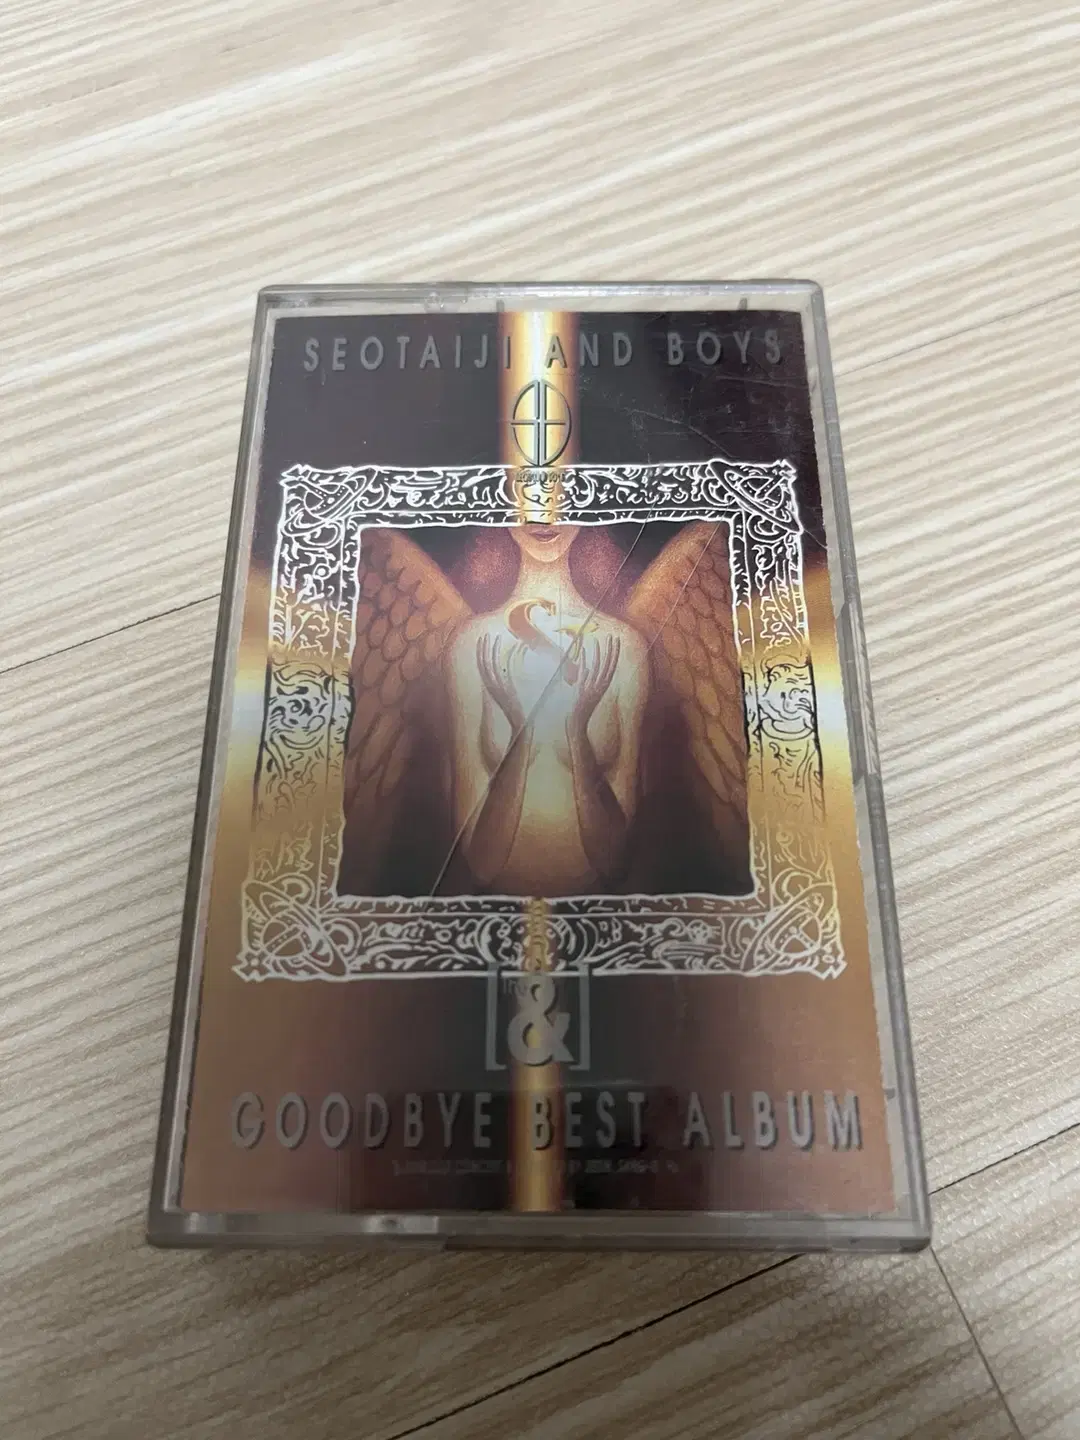 SEOTAIJI AND BOYS
[&]
GOODBYE BEST ALBUM